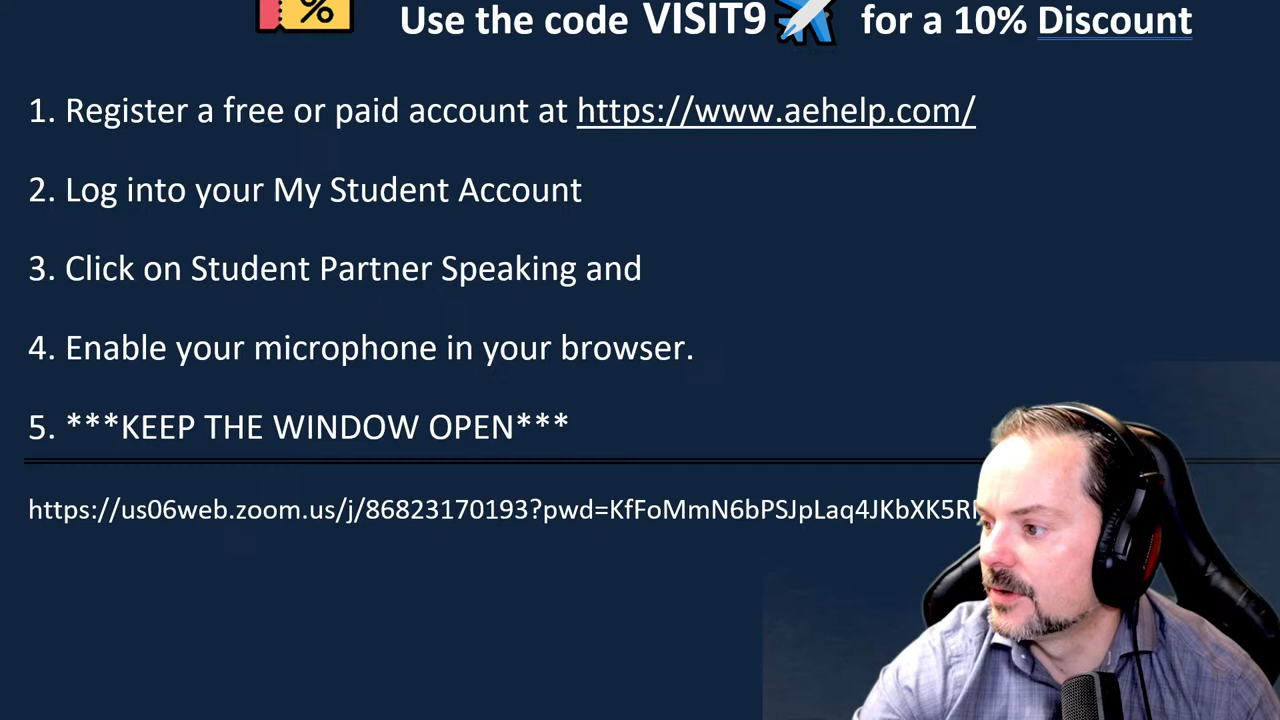 %
Use the code VISIT9 for a 10% Discount
1. Register a free or paid account at https://www.aehelp.com/
2. Log into your My Student Account
3. Click on Student Partner Speaking and
4. Enable your microphone in your browser.
5. ***KEEP THE WINDOW OPEN***
https://us06web.zoom.us/j/86823170193?pwd=KfFoMmN6bPSJpLaq4JKbXK5R